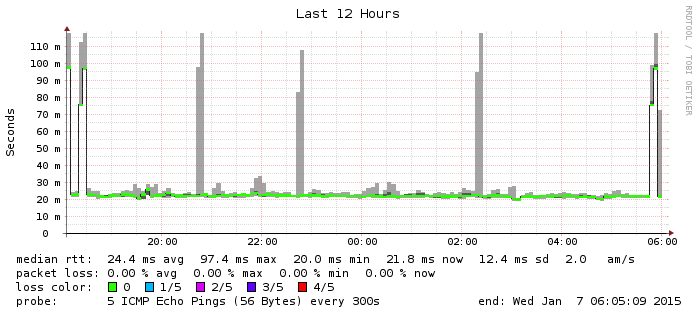 Last 12 Hours
RRDTOOL / TOBI OETIKER
Seconds
110 m
100 m
90 m
80 m
70 m
60 m
50 m
40 m
30 m
20 m
10 m
0
20:00 22:00 00:00 02:00 04:00 06:00
median rtt: 24.4 ms avg 97.4 ms max 20.0 ms min 21.8 ms now 12.4 ms sd 2.0 am/s
packet loss: 0.00 % avg 0.00 % max 0.00 % min 0.00 % now
loss color: 0 1/5 2/5 3/5 4/5
probe: 5 ICMP Echo Pings (56 Bytes) every 300s end: Wed Jan 7 06:05:09 2015